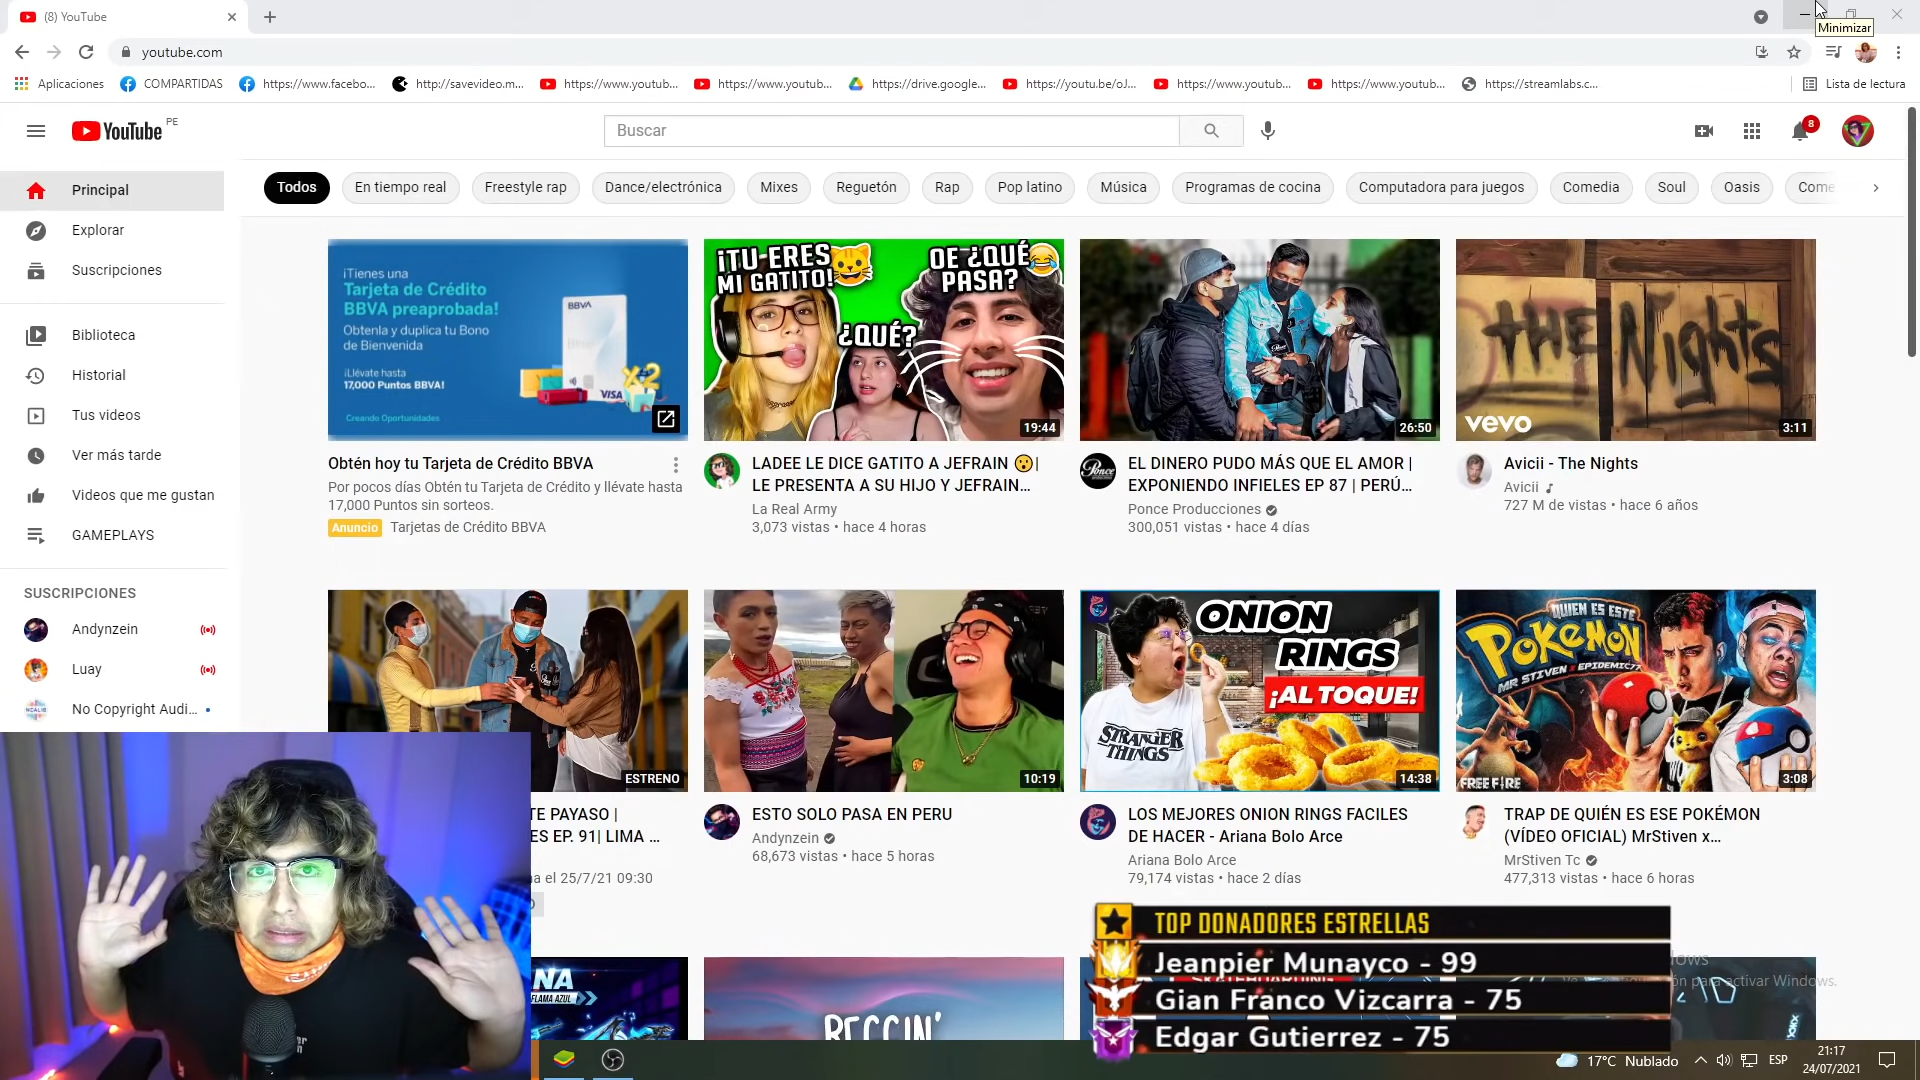 (8) YouTube
Minimizar
youtube.com
Aplicaciones
COMPARTIDAS
https://www.facebo...
http://savevideo.m...
https://www.youtub...
https://www.youtub...
https://drive.google...
https://youtu.be/oJ...
https://www.youtub...
https://www.youtub...
https://streamlabs.c...
Lista de lectura
YouTube PE
Buscar
8
Principal
Explorar
Suscripciones
Biblioteca
Historial
Tus videos
Ver más tarde
Videos que me gustan
GAMEPLAYS
SUSCRIPCIONES
Andynzein
Luay
No Copyright Audi...
Todos
En tiempo real
Freestyle rap
Dance/electrónica
Mixes
Reguetón
Rap
Pop latino
Música
Programas de cocina
Computadora para juegos
Comedia
Soul
Oasis
Come
¡Tienes una
Tarjeta de Crédito
BBVA preaprobada!
Obtenla y duplica tu Bono
de Bienvenida
¡Llévate hasta
17,000 Puntos BBVA!
Creando Oportunidades
BBVA
VISA
x2
Obtén hoy tu Tarjeta de Crédito BBVA
Por pocos días Obtén tu Tarjeta de Crédito y llévate hasta
17,000 Puntos sin sorteos.
Anuncio Tarjetas de Crédito BBVA
¡TU ERES
MI GATITO!
DE ¿QUÉ
PASA?
¿QUÉ?
19:44
LADEE LE DICE GATITO A JEFRAIN 😮|
LE PRESENTA A SU HIJO Y JEFRAIN...
La Real Army
3,073 vistas • hace 4 horas
26:50
Ponce
EL DINERO PUDO MÁS QUE EL AMOR |
EXPONIENDO INFIELES EP 87 | PERÚ...
Ponce Producciones
300,051 vistas • hace 4 días
THE NigHts
vevo
3:11
Avicii - The Nights
Avicii
727 M de vistas • hace 6 años
ESTRENO
TE PAYASO |
ES EP. 91| LIMA ...
a el 25/7/21 09:30
10:19
ESTO SOLO PASA EN PERU
Andynzein
68,673 vistas • hace 5 horas
ONION
RINGS
¡AL TOQUE!
STRANGER
THINGS
14:38
LOS MEJORES ONION RINGS FACILES
DE HACER - Ariana Bolo Arce
Ariana Bolo Arce
79,174 vistas • hace 2 días
QUIEN ES ESTE
POKéMON
MR STIVEN x EPIDEMIC77
FREE FIRE
3:08
TRAP DE QUIÉN ES ESE POKÉMON
(VÍDEO OFICIAL) MrStiven x...
MrStiven Tc
477,313 vistas • hace 6 horas
NA
FLAMA AZUL
BEGGIN'
TOP DONADORES ESTRELLAS
Jeanpier Munayco - 99
Gian Franco Vizcarra - 75
Edgar Gutierrez - 75
activar Windows.
17°C Nublado
ESP
21:17
24/07/2021